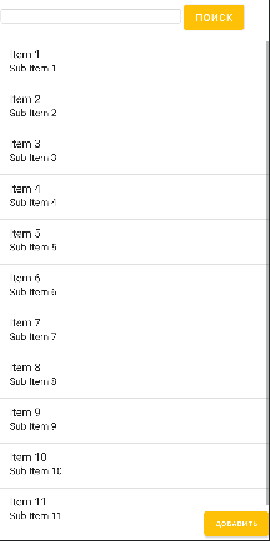 ПОИСК
Item 1
Sub Item 1
Item 2
Sub Item 2
Item 3
Sub Item 3
Item 4
Sub Item 4
Item 5
Sub Item 5
Item 6
Sub Item 6
Item 7
Sub Item 7
Item 8
Sub Item 8
Item 9
Sub Item 9
Item 10
Sub Item 10
Item 11
Sub Item 11
ДОБАВИТЬ